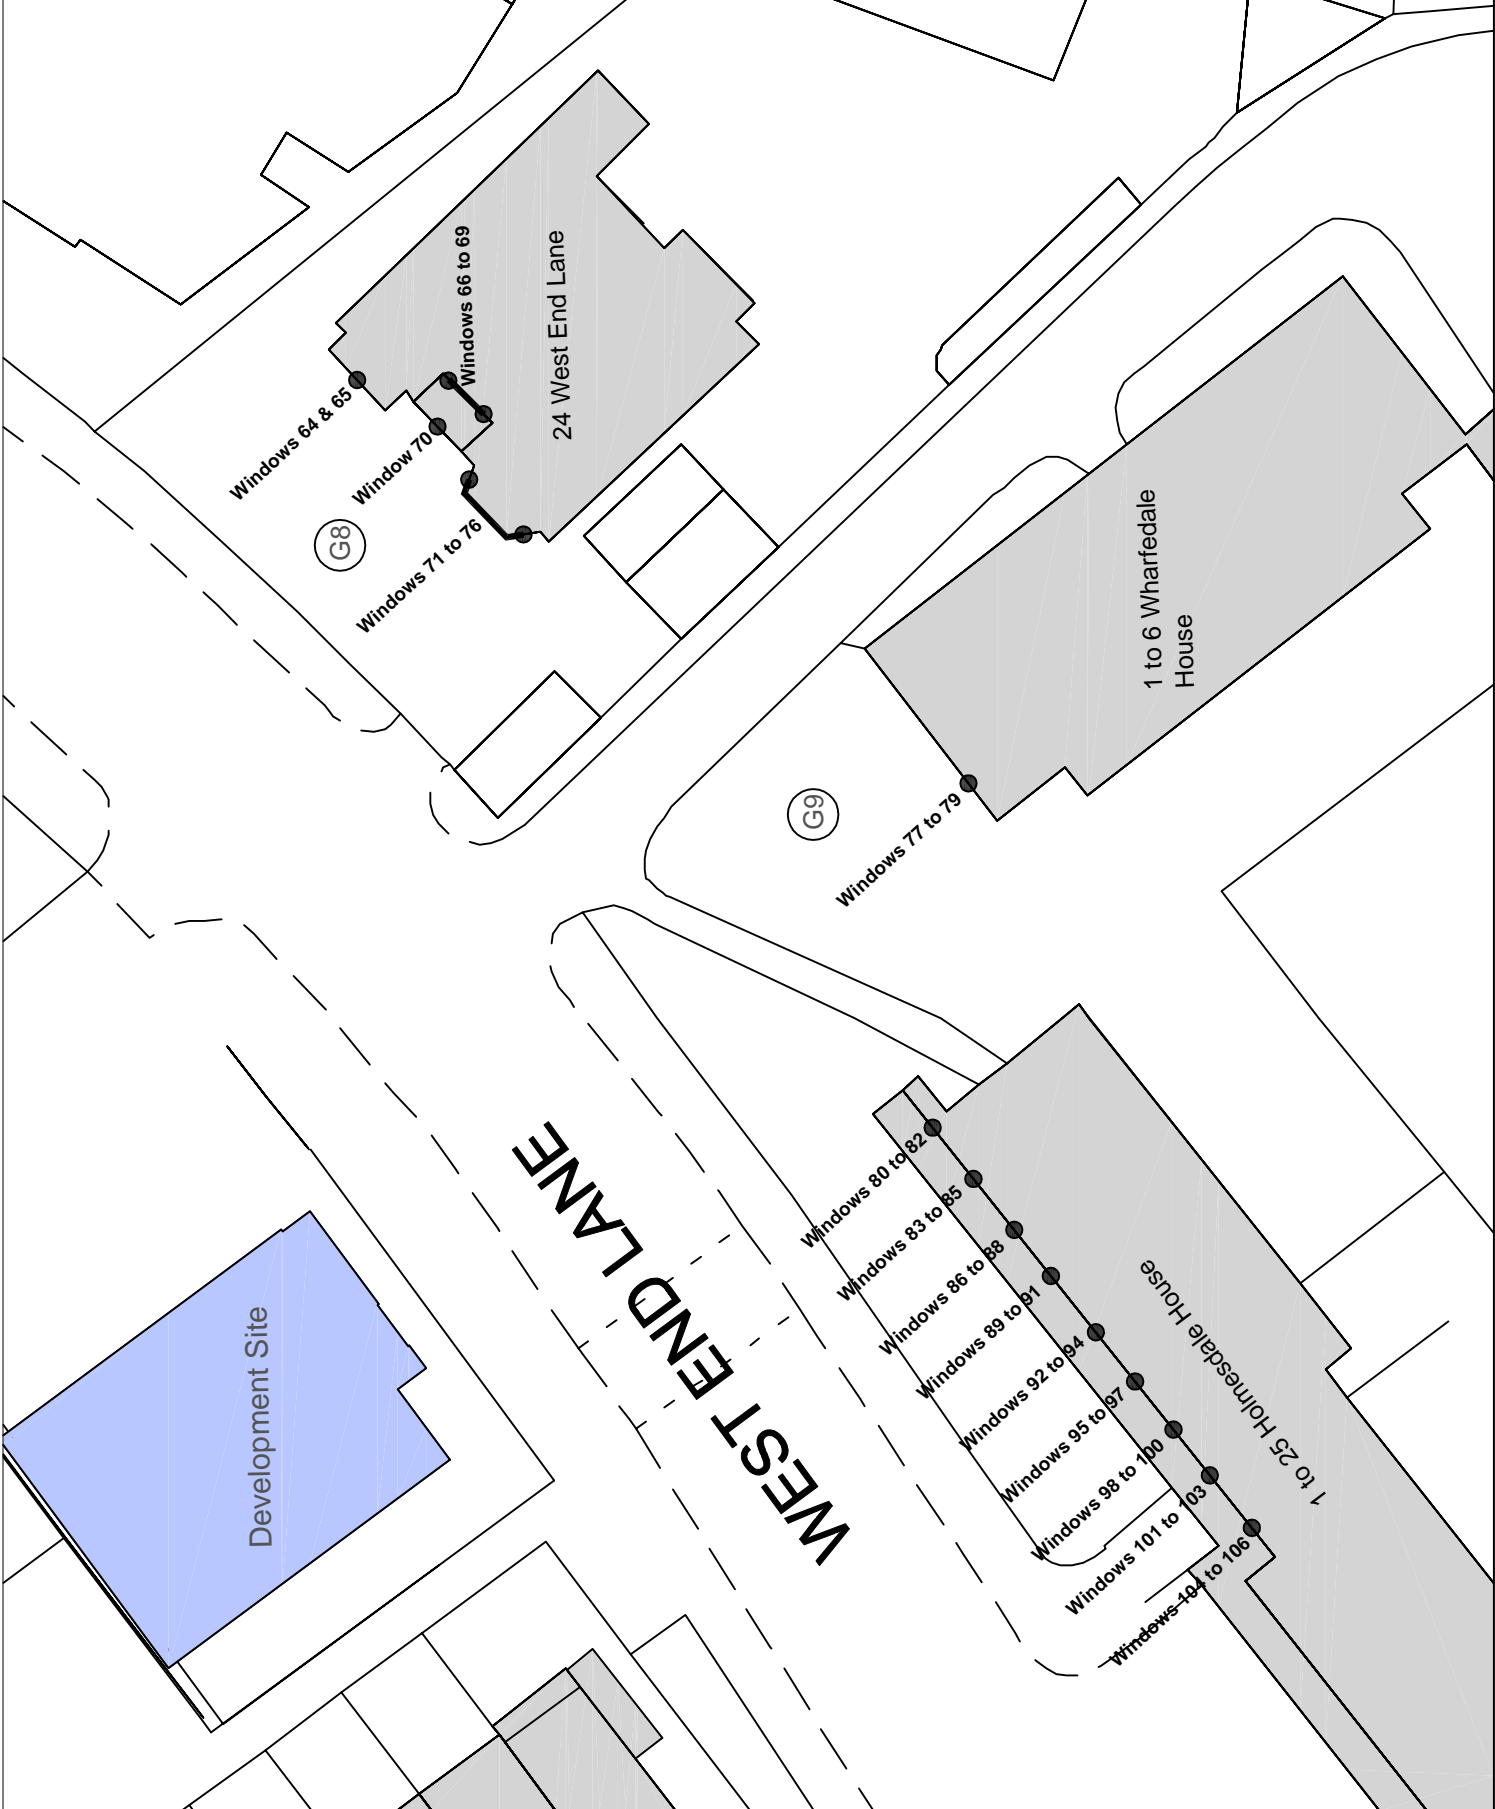 Windows 66 to 69
24 West End Lane
Windows 64 & 65
Window 70
G8
Windows 71 to 76
1 to 6 Wharfedale
House
G9
Windows 77 to 79
WEST END LANE
Windows 80 to 82
Windows 83 to 85
Windows 86 to 88
Windows 89 to 91
Windows 92 to 94
Windows 95 to 97
Windows 98 to 100
Windows 101 to 103
Windows 104 to 106
1 to 25 Holmesdale House
Development Site